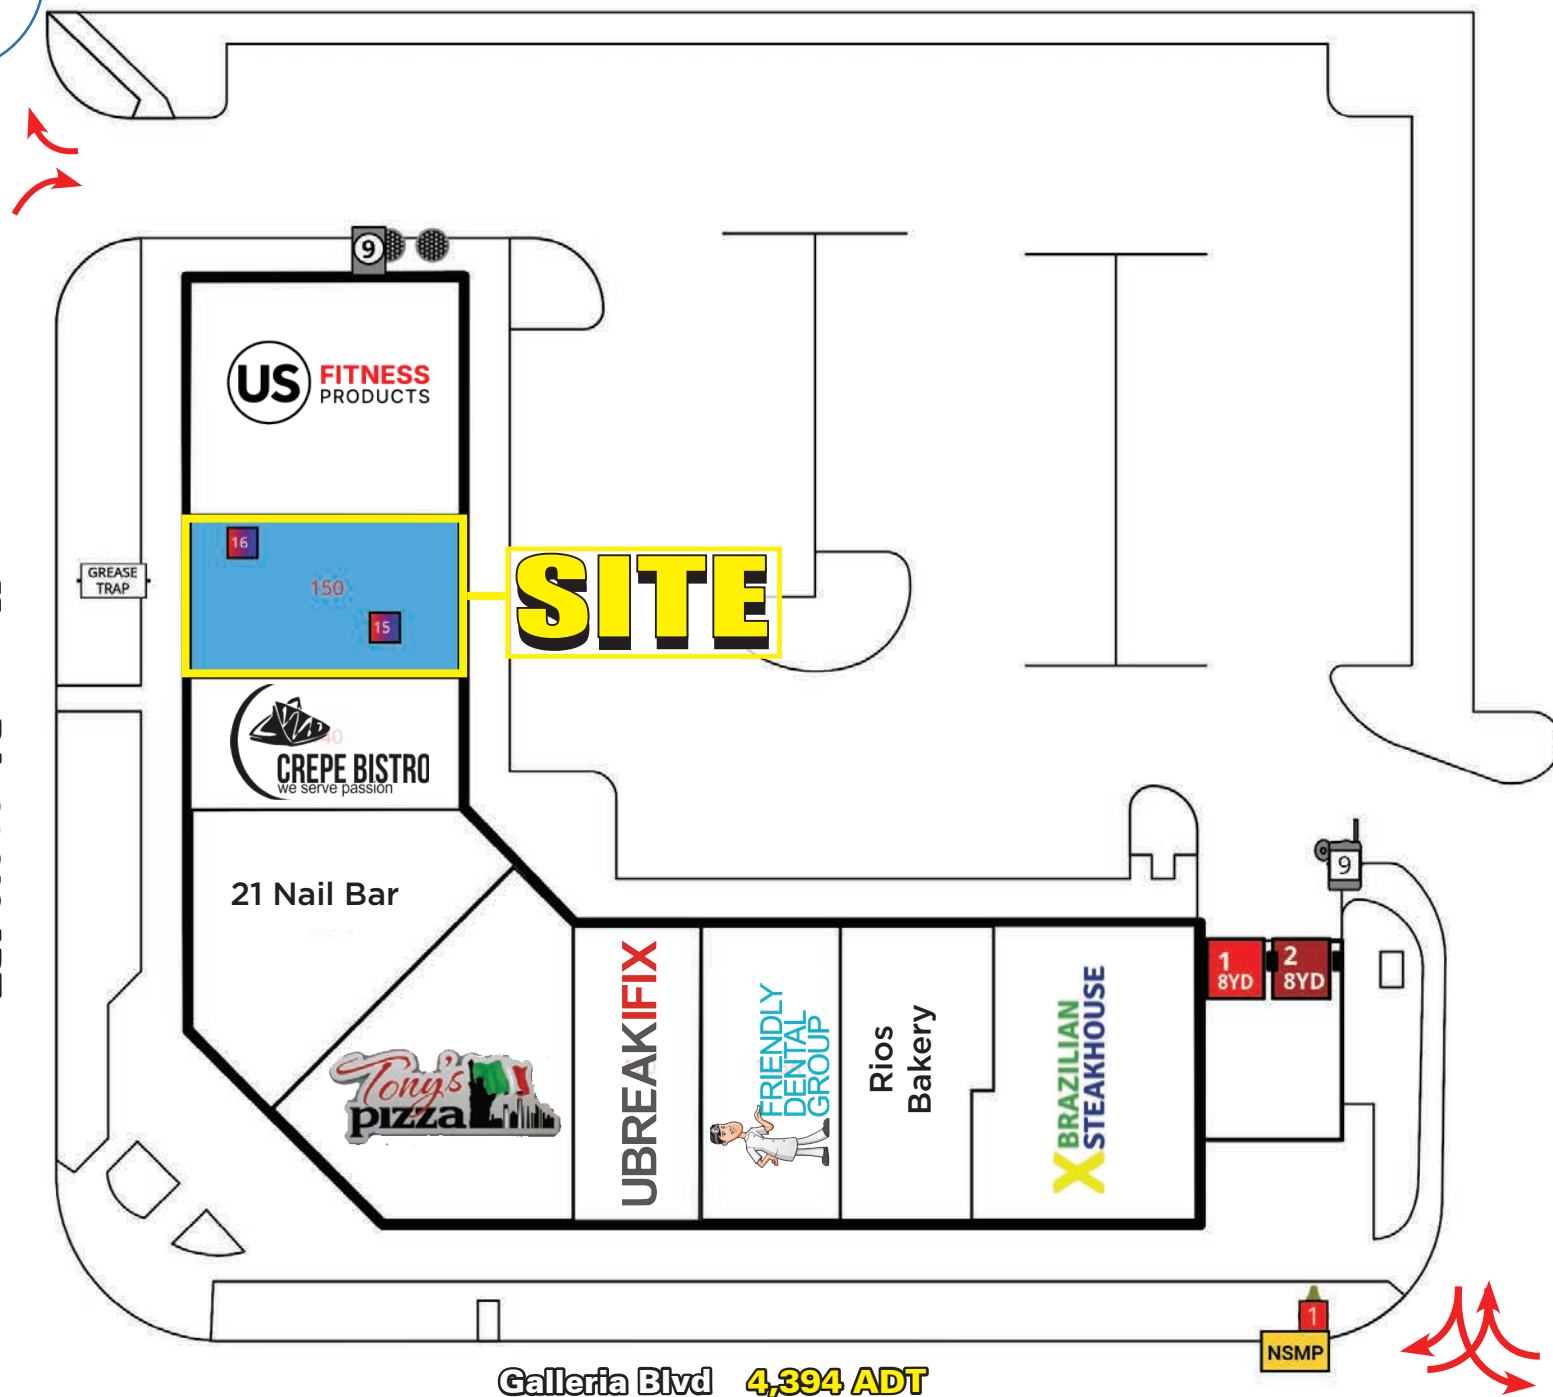 9
US FITNESS
PRODUCTS
16
150
15
SITE
GREASE
TRAP
CREPE BISTRO
we serve passion
21 Nail Bar
Tony's
pizza
UBREAKIFIX
FRIENDLY
DENTAL
GROUP
Rios
Bakery
X BRAZILIAN
STEAKHOUSE
1
8YD
2
8YD
9
1
NSMP
Galleria Blvd 4,394 ADT